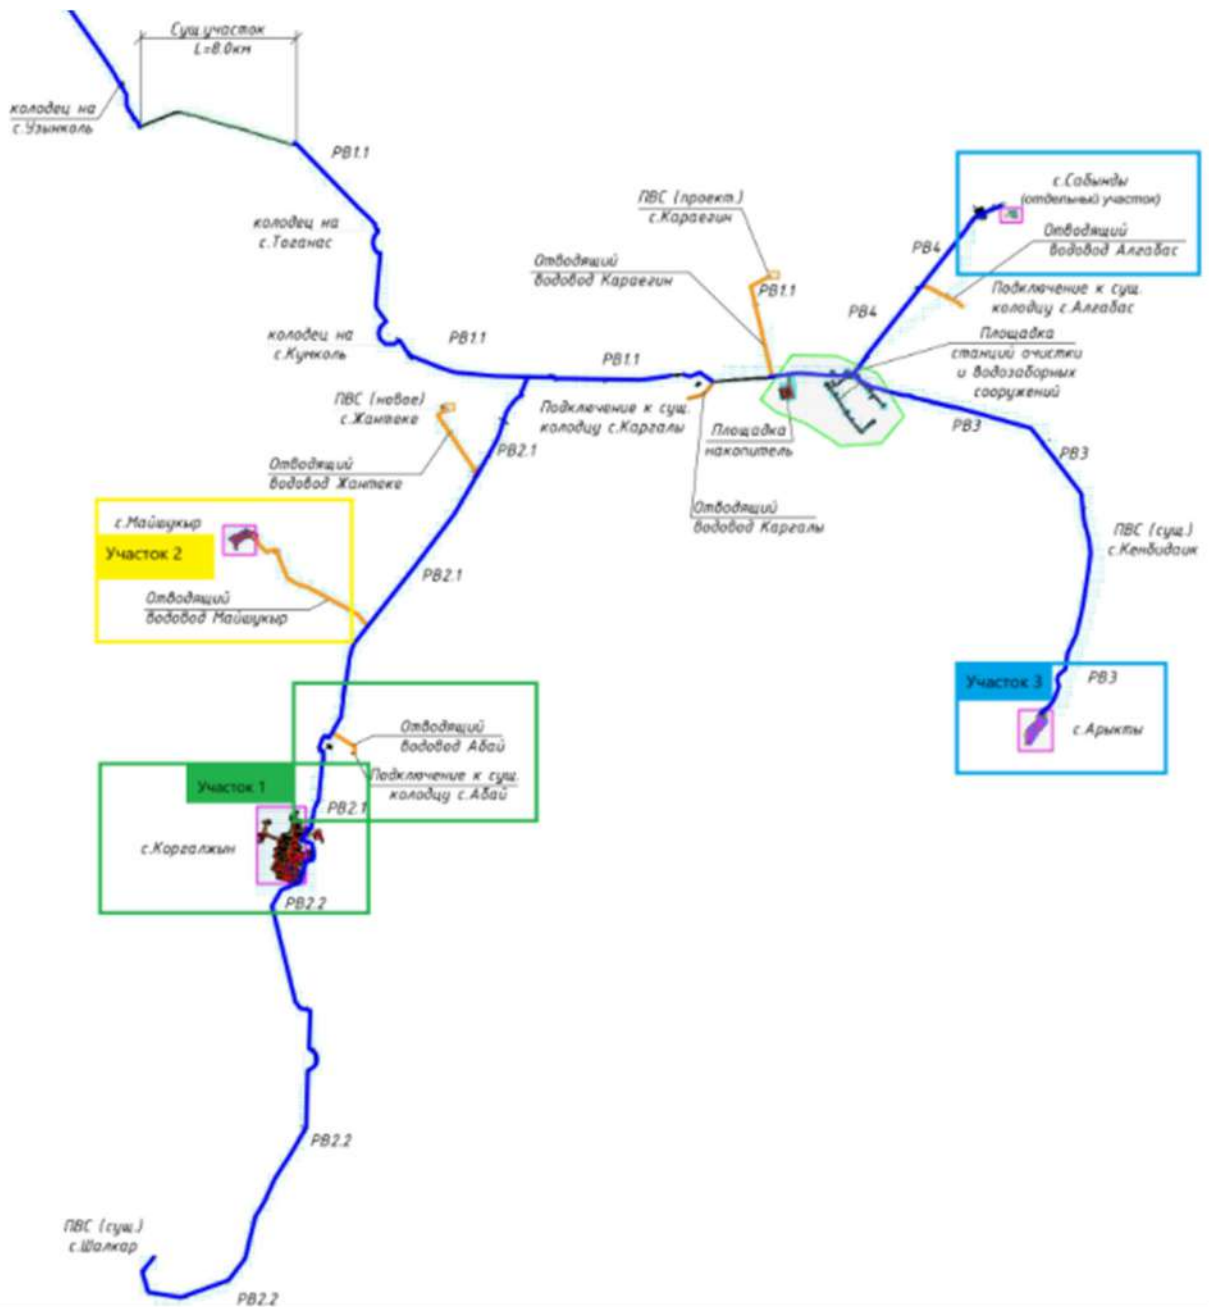 Сущ.участок
L=8.0км
колодец на
с.Узынколь
РВ1.1
колодец на
с.Тоганас
ПВС (проект.)
с.Караегин
с.Сабынды
(отдельный участок)
Отводящий
водовод Алгабас
РВ4
Отводящий
водовод Караегин
РВ1.1
Подключение к сущ.
колодцу с.Алгабас
РВ4
колодец на
с.Кумколь
РВ1.1
РВ1.1
Площадка
станций очистки
и водозаборных
сооружений
ПВС (новое)
с.Жантеке
Подключение к сущ.
колодцу с.Каргалы
Площадка
накопитель
РВ3
РВ2.1
Отводящий
водовод Жантеке
РВ3
Отводящий
водовод Каргалы
с.Майшукыр
Участок 2
ПВС (сущ.)
с.Кенбидаик
РВ2.1
Отводящий
водовод Майшукыр
Участок 3
РВ3
с.Арыкты
Отводящий
водовод Абай
Подключение к сущ.
колодцу с.Абай
Участок 1
РВ2.1
с.Коргалжын
РВ2.2
РВ2.2
ПВС (сущ.)
с.Шалкар
РВ2.2